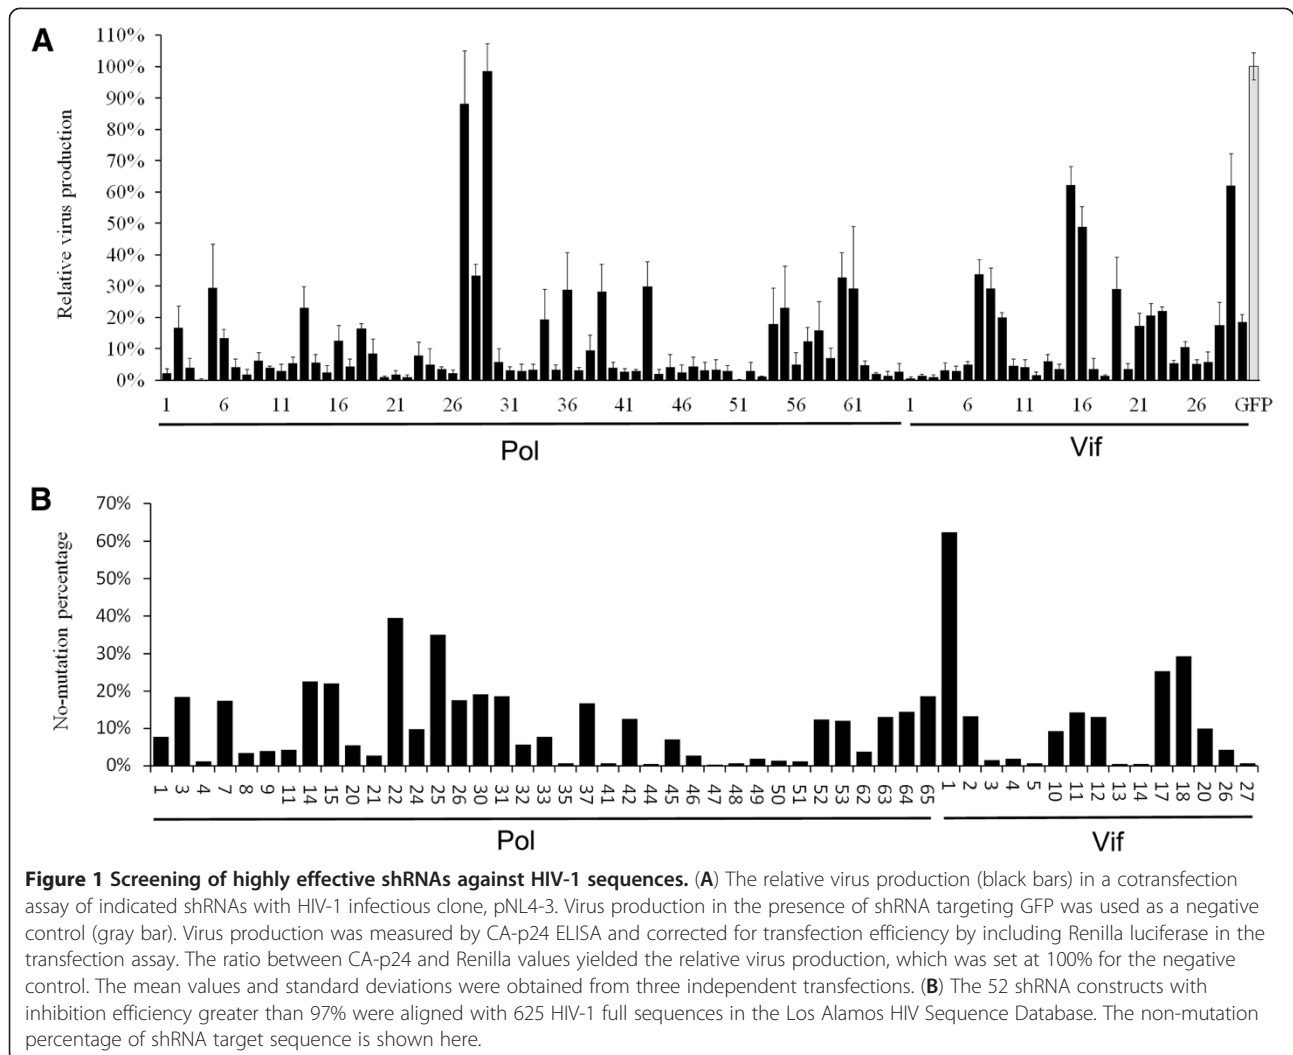 A
110%
100%
90%
80%
70%
60%
50%
40%
30%
20%
10%
0%
Relative virus production
1 6 11 16 21 26 31 36 41 46 51 56 61 1 6 11 16 21 26 GFP
Pol Vif
B
70%
60%
50%
40%
30%
20%
10%
0%
No-mutation percentage
1 3 4 7 8 9 11 14 15 20 21 22 24 25 26 30 31 32 33 35 37 41 42 44 45 46 47 48 49 50 51 52 53 62 63 64 65 1 2 3 4 5 10 11 12 13 14 17 18 20 26 27
Pol Vif
Figure 1 Screening of highly effective shRNAs against HIV-1 sequences. (A) The relative virus production (black bars) in a cotransfection
assay of indicated shRNAs with HIV-1 infectious clone, pNL4-3. Virus production in the presence of shRNA targeting GFP was used as a negative
control (gray bar). Virus production was measured by CA-p24 ELISA and corrected for transfection efficiency by including Renilla luciferase in the
transfection assay. The ratio between CA-p24 and Renilla values yielded the relative virus production, which was set at 100% for the negative
control. The mean values and standard deviations were obtained from three independent transfections. (B) The 52 shRNA constructs with
inhibition efficiency greater than 97% were aligned with 625 HIV-1 full sequences in the Los Alamos HIV Sequence Database. The non-mutation
percentage of shRNA target sequence is shown here.